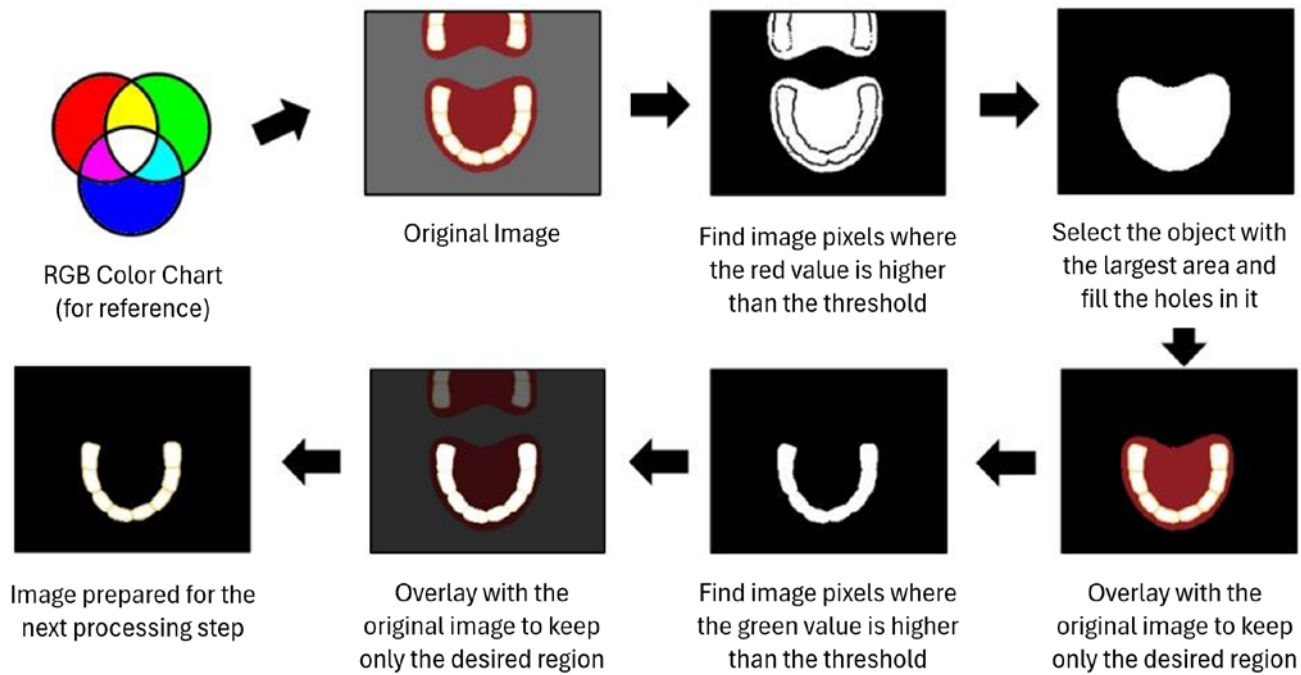 RGB Color Chart
(for reference)
Original Image
Find image pixels where
the red value is higher
than the threshold
Select the object with
the largest area and
fill the holes in it
Overlay with the
original image to keep
only the desired region
Find image pixels where
the green value is higher
than the threshold
Overlay with the
original image to keep
only the desired region
Image prepared for the
next processing step